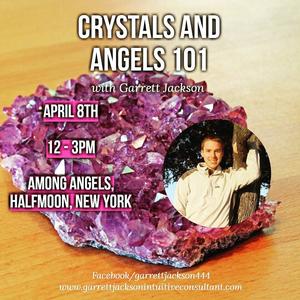 CRYSTALS AND
ANGELS 101
with Garrett Jackson
APRIL 8TH
12 - 3PM
AMONG ANGELS,
HALFMOON, NEW YORK
Facebook/garrettjackson444
www.garrettjacksonintuitiveconsultant.com